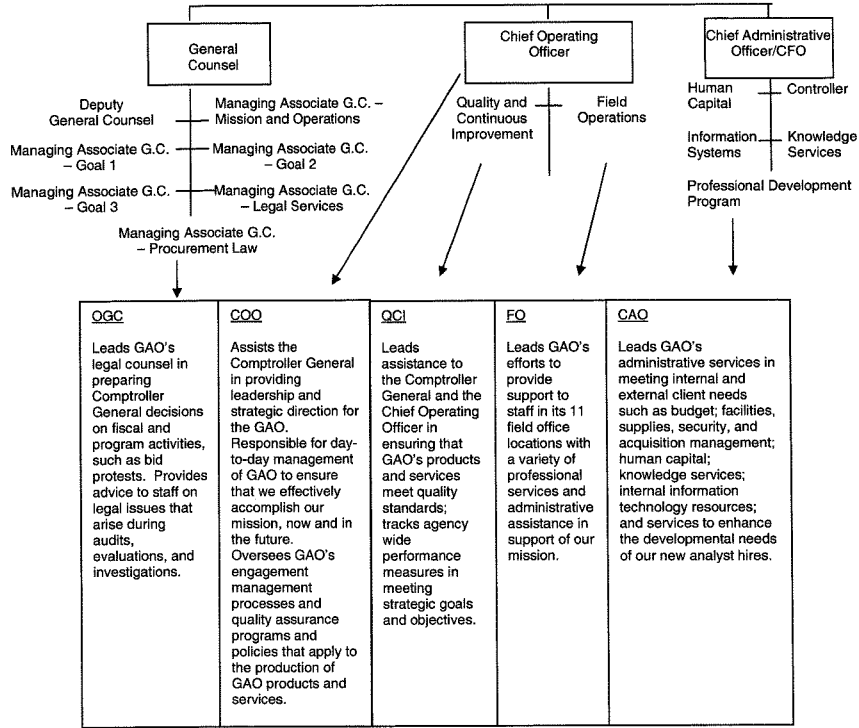 General
Counsel
Chief Operating
Officer
Chief Administrative
Officer/CFO
Deputy
General Counsel
Managing Associate G.C. –
Mission and Operations
Managing Associate G.C.
– Goal 1
Managing Associate G.C.
– Goal 2
Managing Associate G.C.
– Goal 3
Managing Associate G.C.
– Legal Services
Managing Associate G.C.
– Procurement Law
Quality and
Continuous
Improvement
Field
Operations
Human
Capital
Controller
Information
Systems
Knowledge
Services
Professional Development
Program
OGC
Leads GAO's
legal counsel in
preparing
Comptroller
General decisions
on fiscal and
program activities,
such as bid
protests. Provides
advice to staff on
legal issues that
arise during
audits,
evaluations, and
investigations.
COO
Assists the
Comptroller General
in providing
leadership and
strategic direction for
the GAO.
Responsible for day-
to-day management
of GAO to ensure
that we effectively
accomplish our
mission, now and in
the future.
Oversees GAO's
engagement
management
processes and
quality assurance
programs and
policies that apply to
the production of
GAO products and
services.
QCI
Leads
assistance to
the Comptroller
General and the
Chief Operating
Officer in
ensuring that
GAO's products
and services
meet quality
standards;
tracks agency
wide
performance
measures in
meeting
strategic goals
and objectives.
FO
Leads GAO's
efforts to
provide
support to
staff in its 11
field office
locations with
a variety of
professional
services and
administrative
assistance in
support of our
mission.
CAO
Leads GAO's
administrative services in
meeting internal and
external client needs
such as budget; facilities,
supplies, security, and
acquisition management;
human capital;
knowledge services;
internal information
technology resources;
and services to enhance
the developmental needs
of our new analyst hires.